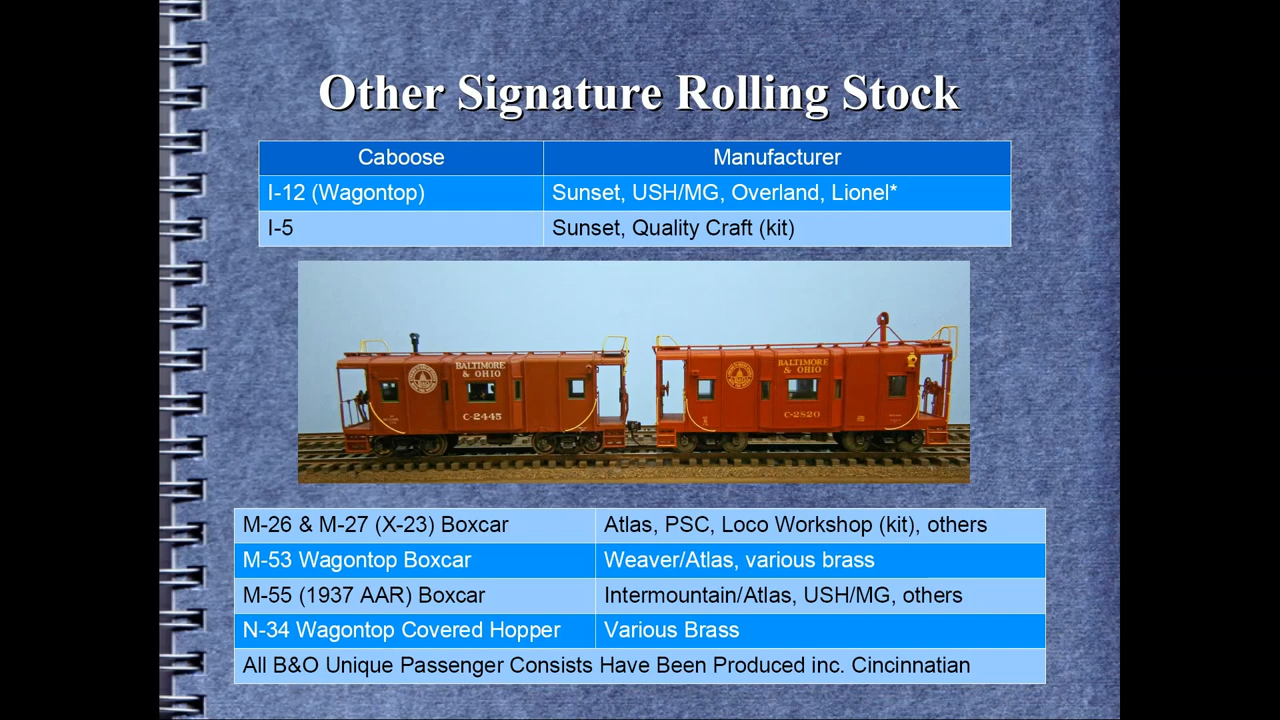 Other Signature Rolling Stock
Caboose Manufacturer
I-12 (Wagontop) Sunset, USH/MG, Overland, Lionel*
I-5 Sunset, Quality Craft (kit)
BALTIMORE & OHIO
C-2445
BALTIMORE & OHIO
C-2820
M-26 & M-27 (X-23) Boxcar Atlas, PSC, Loco Workshop (kit), others
M-53 Wagontop Boxcar Weaver/Atlas, various brass
M-55 (1937 AAR) Boxcar Intermountain/Atlas, USH/MG, others
N-34 Wagontop Covered Hopper Various Brass
All B&O Unique Passenger Consists Have Been Produced inc. Cincinnatian